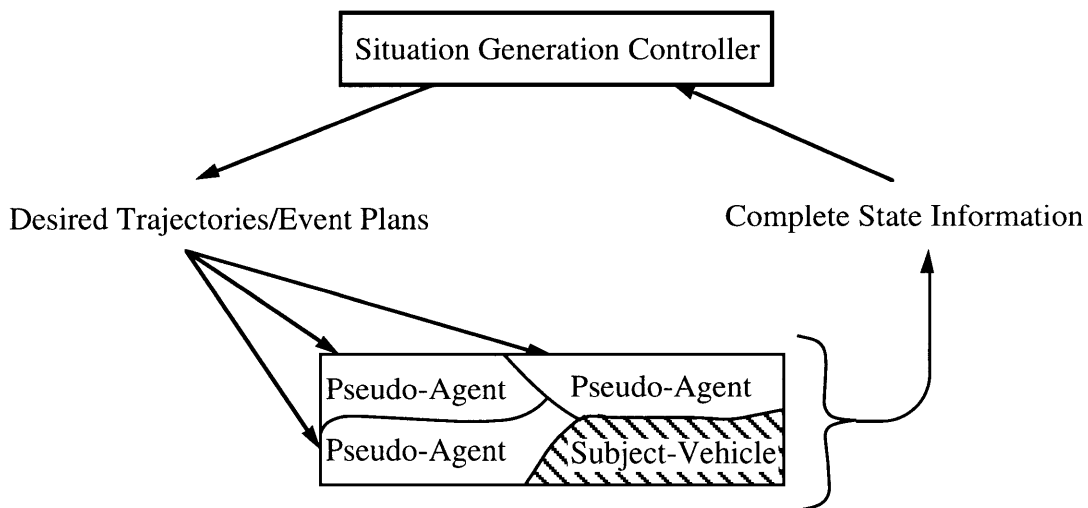 Situation Generation Controller
Desired Trajectories/Event Plans
Complete State Information
Pseudo-Agent
Pseudo-Agent
Pseudo-Agent
Subject-Vehicle